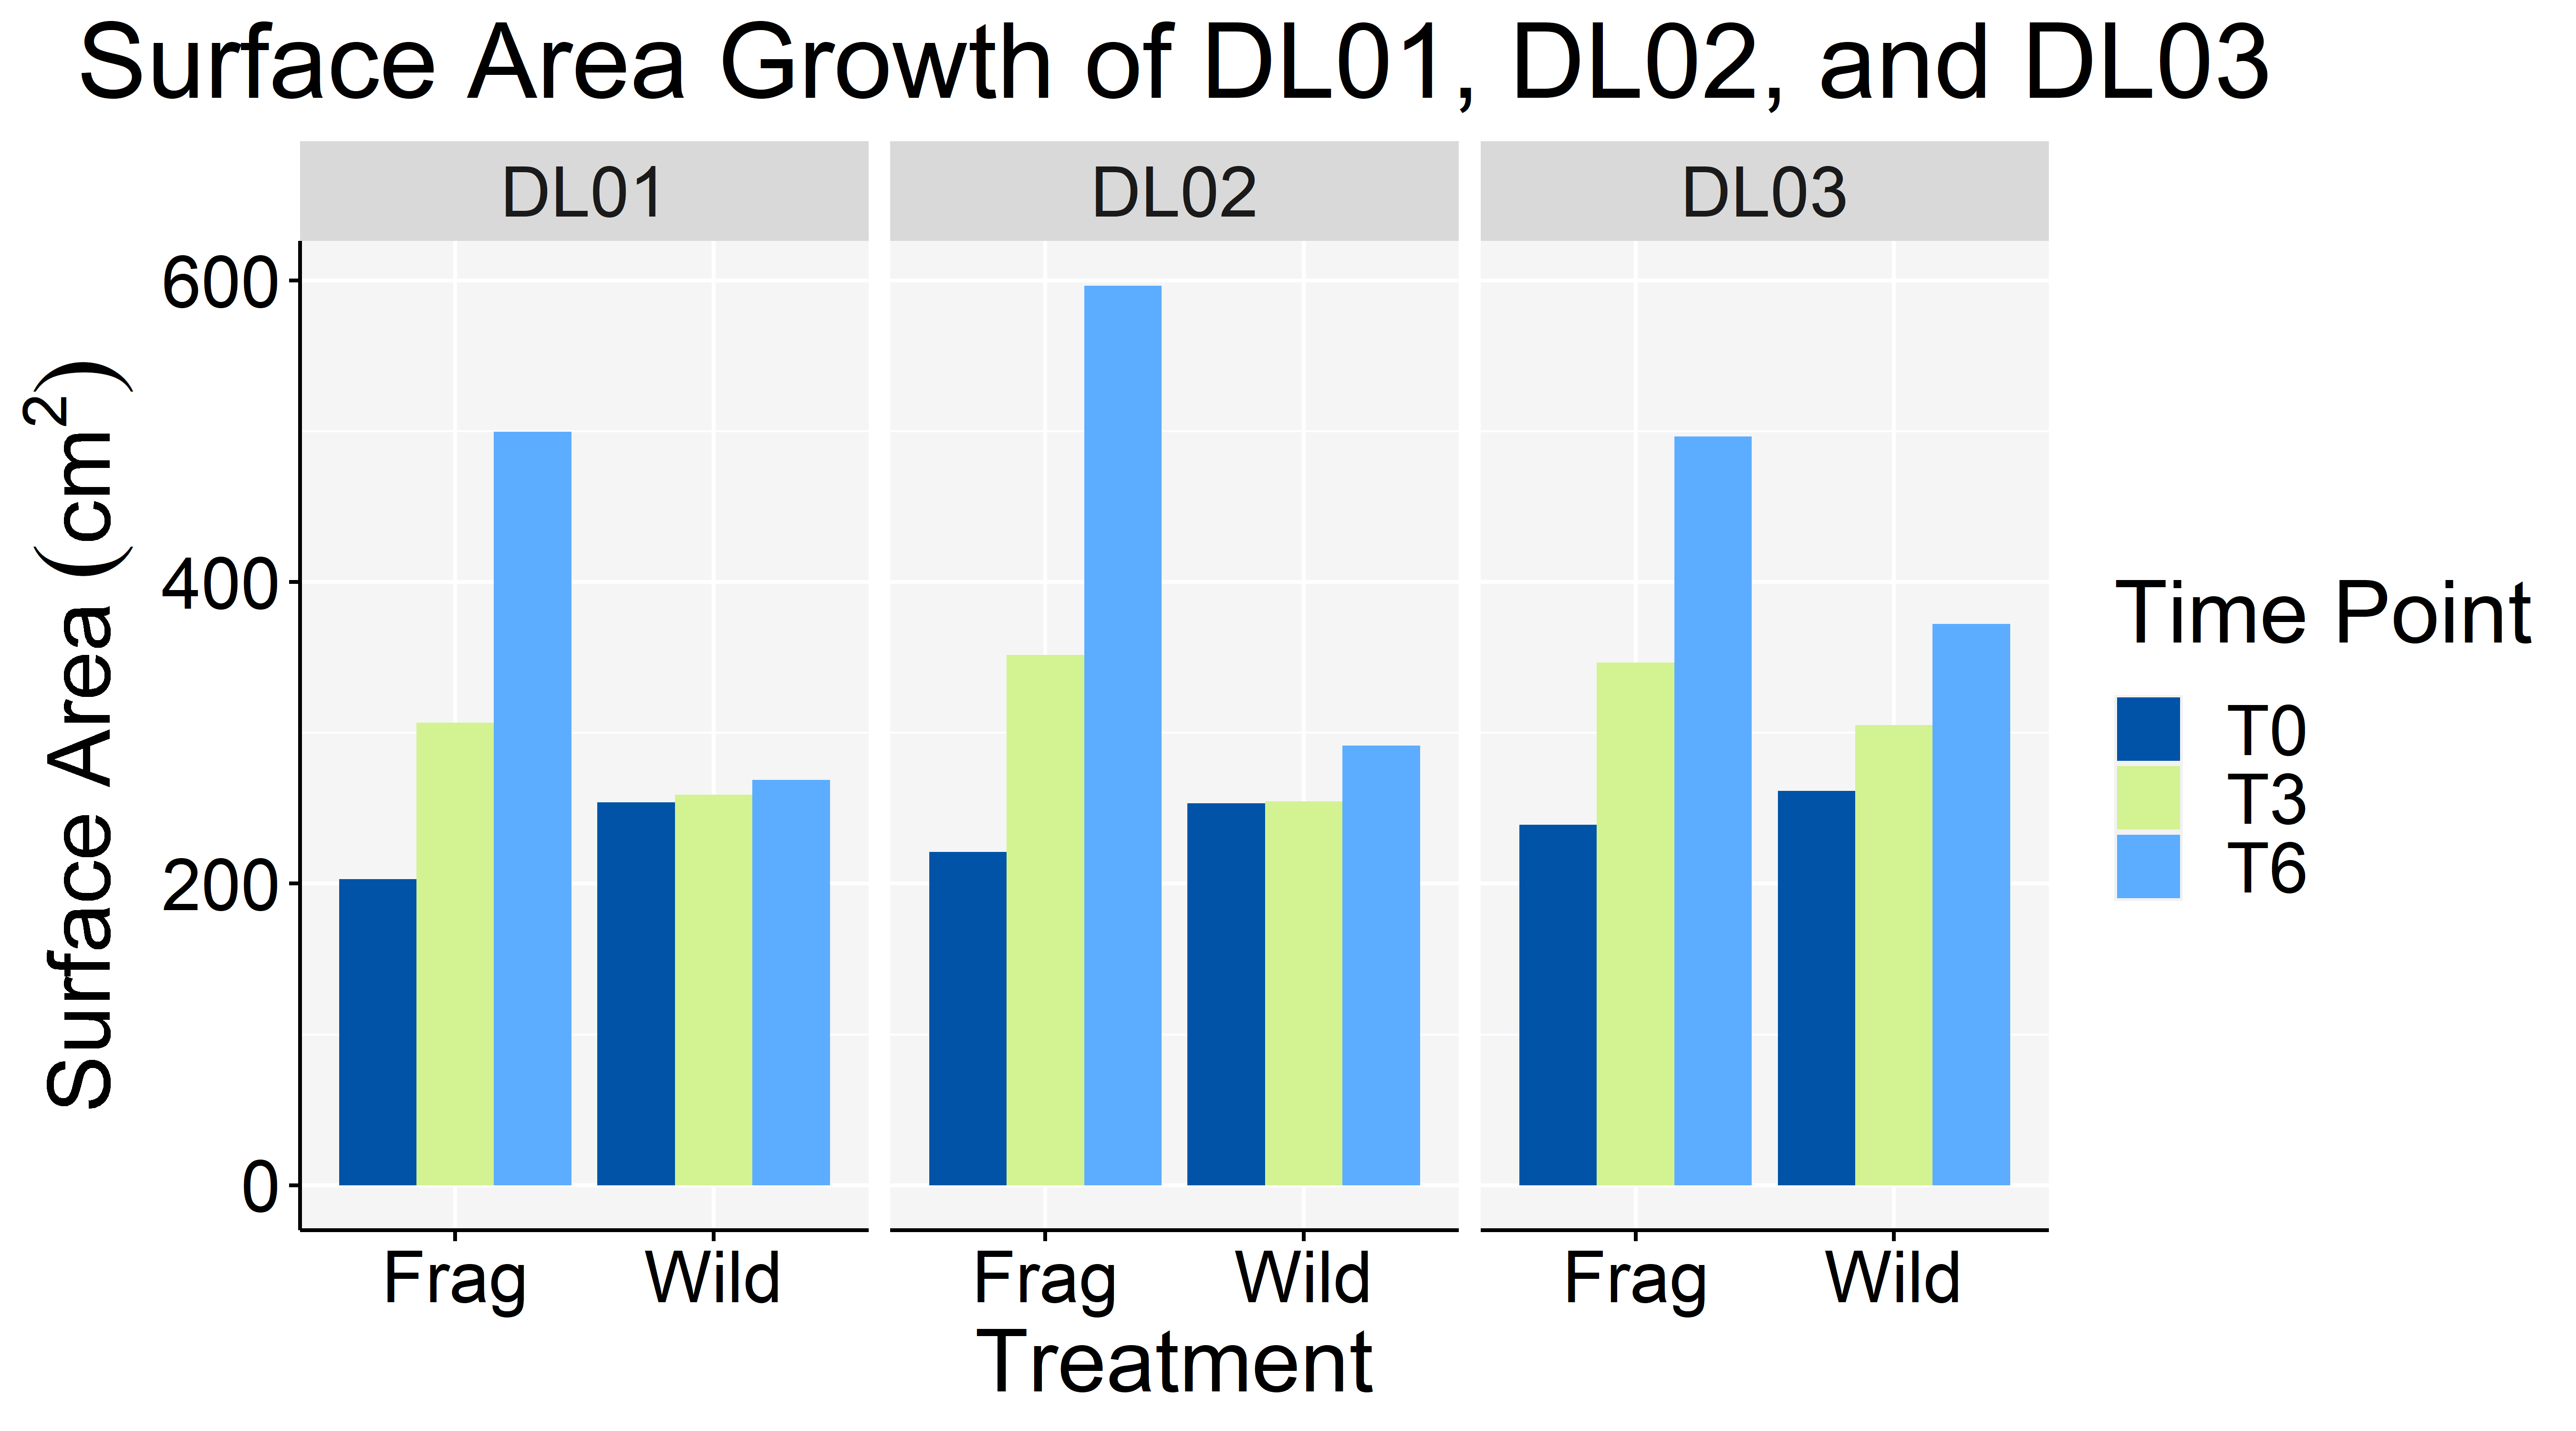 Surface Area Growth of DL01, DL02, and DL03
DL01
DL02
DL03
Surface Area (cm²)
600
400
200
0
Frag
Wild
Frag
Wild
Frag
Wild
Treatment
Time Point
T0
T3
T6